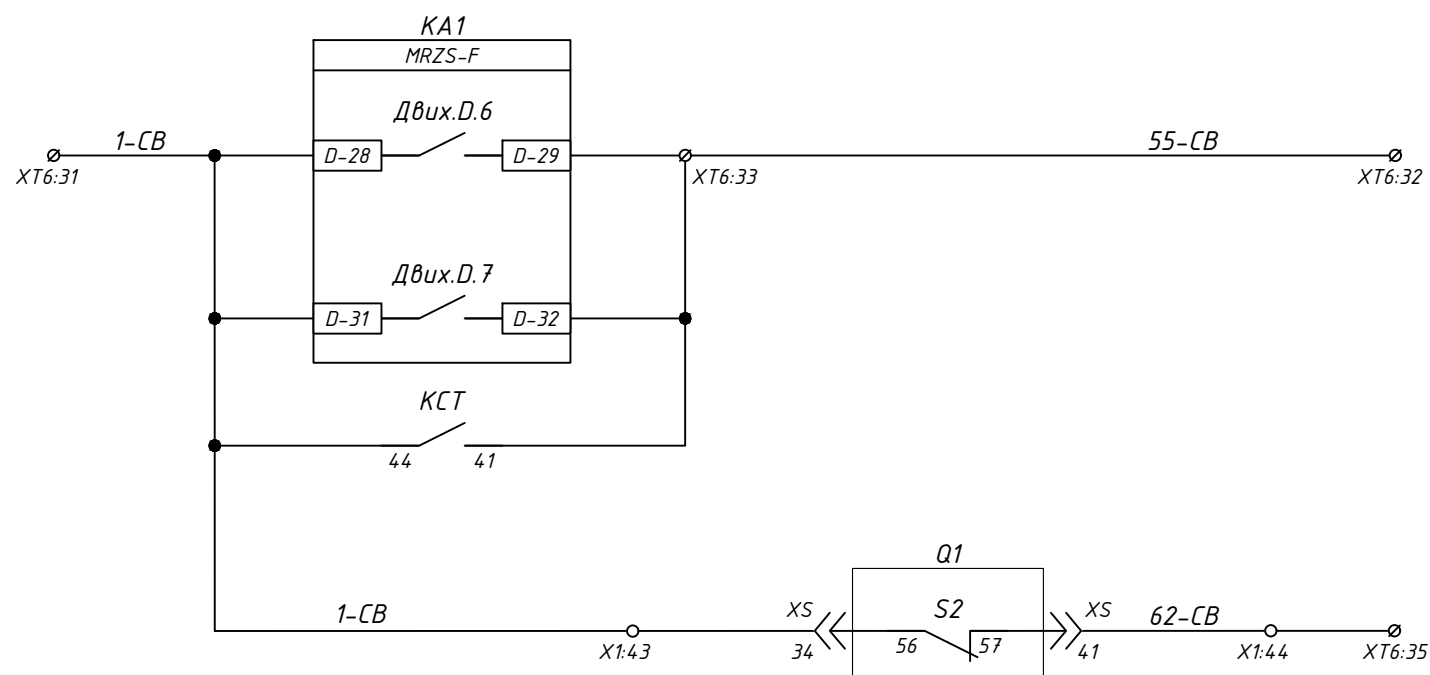 KA1
MRZS-F
Двих.D.6
1-СВ
55-СВ
D-28
D-29
XT6:31
XT6:33
XT6:32
Двих.D.7
D-31
D-32
КСТ
44
41
Q1
1-СВ
XS
S2
XS
62-СВ
X1:43
34
56
57
41
X1:44
XT6:35